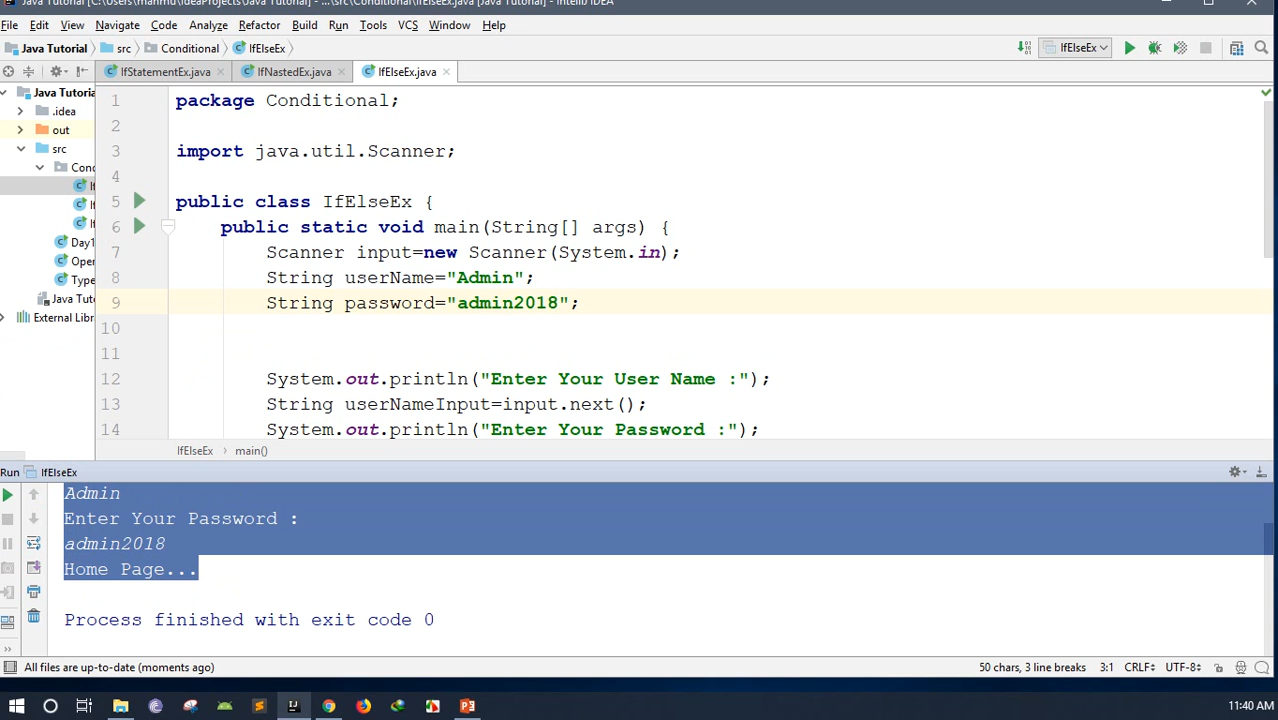 Java Tutorial [C:\Users\mahmu\IdeaProjects\Java Tutorial] - ...\src\Conditional\IfElseEx.java [Java Tutorial] - IntelliJ IDEA
File Edit View Navigate Code Analyze Refactor Build Run Tools VCS Window Help
Java Tutorial src Conditional IfElseEx IfElseEx
IfStatementEx.java IfNastedEx.java IfElseEx.java
Java Tutoria
.idea
out
src
Cond
Day1
Oper
Type
Java Tuto
External Libr
1 package Conditional;
2
3 import java.util.Scanner;
4
5 public class IfElseEx {
6 public static void main(String[] args) {
7 Scanner input=new Scanner(System.in);
8 String userName="Admin";
9 String password="admin2018";
10
11
12 System.out.println("Enter Your User Name :");
13 String userNameInput=input.next();
14 System.out.println("Enter Your Password :");
IfElseEx main()
Run IfElseEx
Admin
Enter Your Password :
admin2018
Home Page...
Process finished with exit code 0
All files are up-to-date (moments ago) 50 chars, 3 line breaks 3:1 CRLF UTF-8
11:40 AM